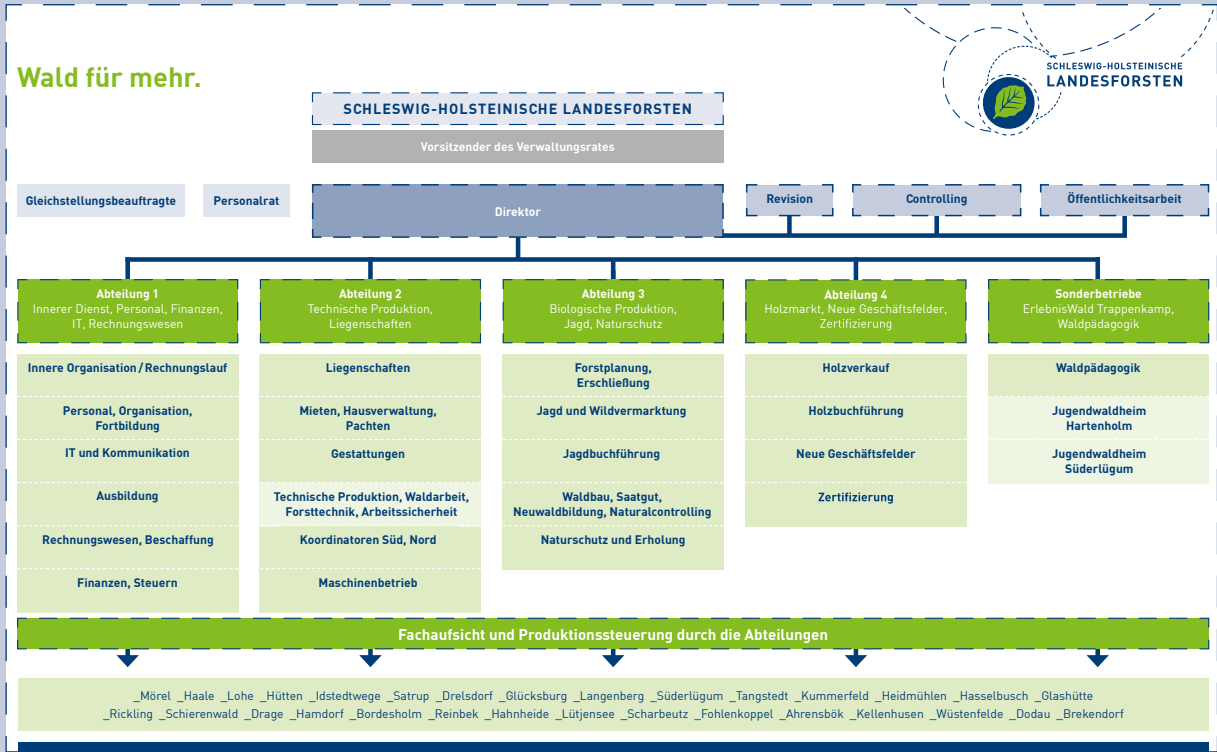 SCHLESWIG-HOLSTEINISCHE
LANDESFORSTEN
Wald für mehr.
SCHLESWIG-HOLSTEINISCHE LANDESFORSTEN
Vorsitzender des Verwaltungsrates
Gleichstellungsbeauftragte
Personalrat
Direktor
Revision
Controlling
Öffentlichkeitsarbeit
Abteilung 1
Innerer Dienst, Personal, Finanzen,
IT, Rechnungswesen
Innere Organisation / Rechnungslauf
Personal, Organisation,
Fortbildung
IT und Kommunikation
Ausbildung
Rechnungswesen, Beschaffung
Finanzen, Steuern
Abteilung 2
Technische Produktion,
Liegenschaften
Liegenschaften
Mieten, Hausverwaltung,
Pachten
Gestattungen
Technische Produktion, Waldarbeit,
Forsttechnik, Arbeitssicherheit
Koordinatoren Süd, Nord
Maschinenbetrieb
Abteilung 3
Biologische Produktion,
Jagd, Naturschutz
Forstplanung,
Erschließung
Jagd und Wildvermarktung
Jagdbuchführung
Waldbau, Saatgut,
Neuwaldbildung, Naturalcontrolling
Naturschutz und Erholung
Abteilung 4
Holzmarkt, Neue Geschäftsfelder,
Zertifizierung
Holzverkauf
Holzbuchführung
Neue Geschäftsfelder
Zertifizierung
Sonderbetriebe
ErlebnisWald Trappenkamp,
Waldpädagogik
Waldpädagogik
Jugendwaldheim
Hartenholm
Jugendwaldheim
Süderlügum
Fachaufsicht und Produktionssteuerung durch die Abteilungen
_Mörel _Haale _Lohe _Hütten _Idstedtwege _Satrup _Drelsdorf _Glücksburg _Langenberg _Süderlügum _Tangstedt _Kummerfeld _Heidmühlen _Hasselbusch _Glashütte
_Rickling _Schierenwald _Drage _Hamdorf _Bordesholm _Reinbek _Hahnheide _Lütjensee _Scharbeutz _Fohlenkoppel _Ahrensbök _Kellenhusen _Wüstenfelde _Dodau _Brekendorf